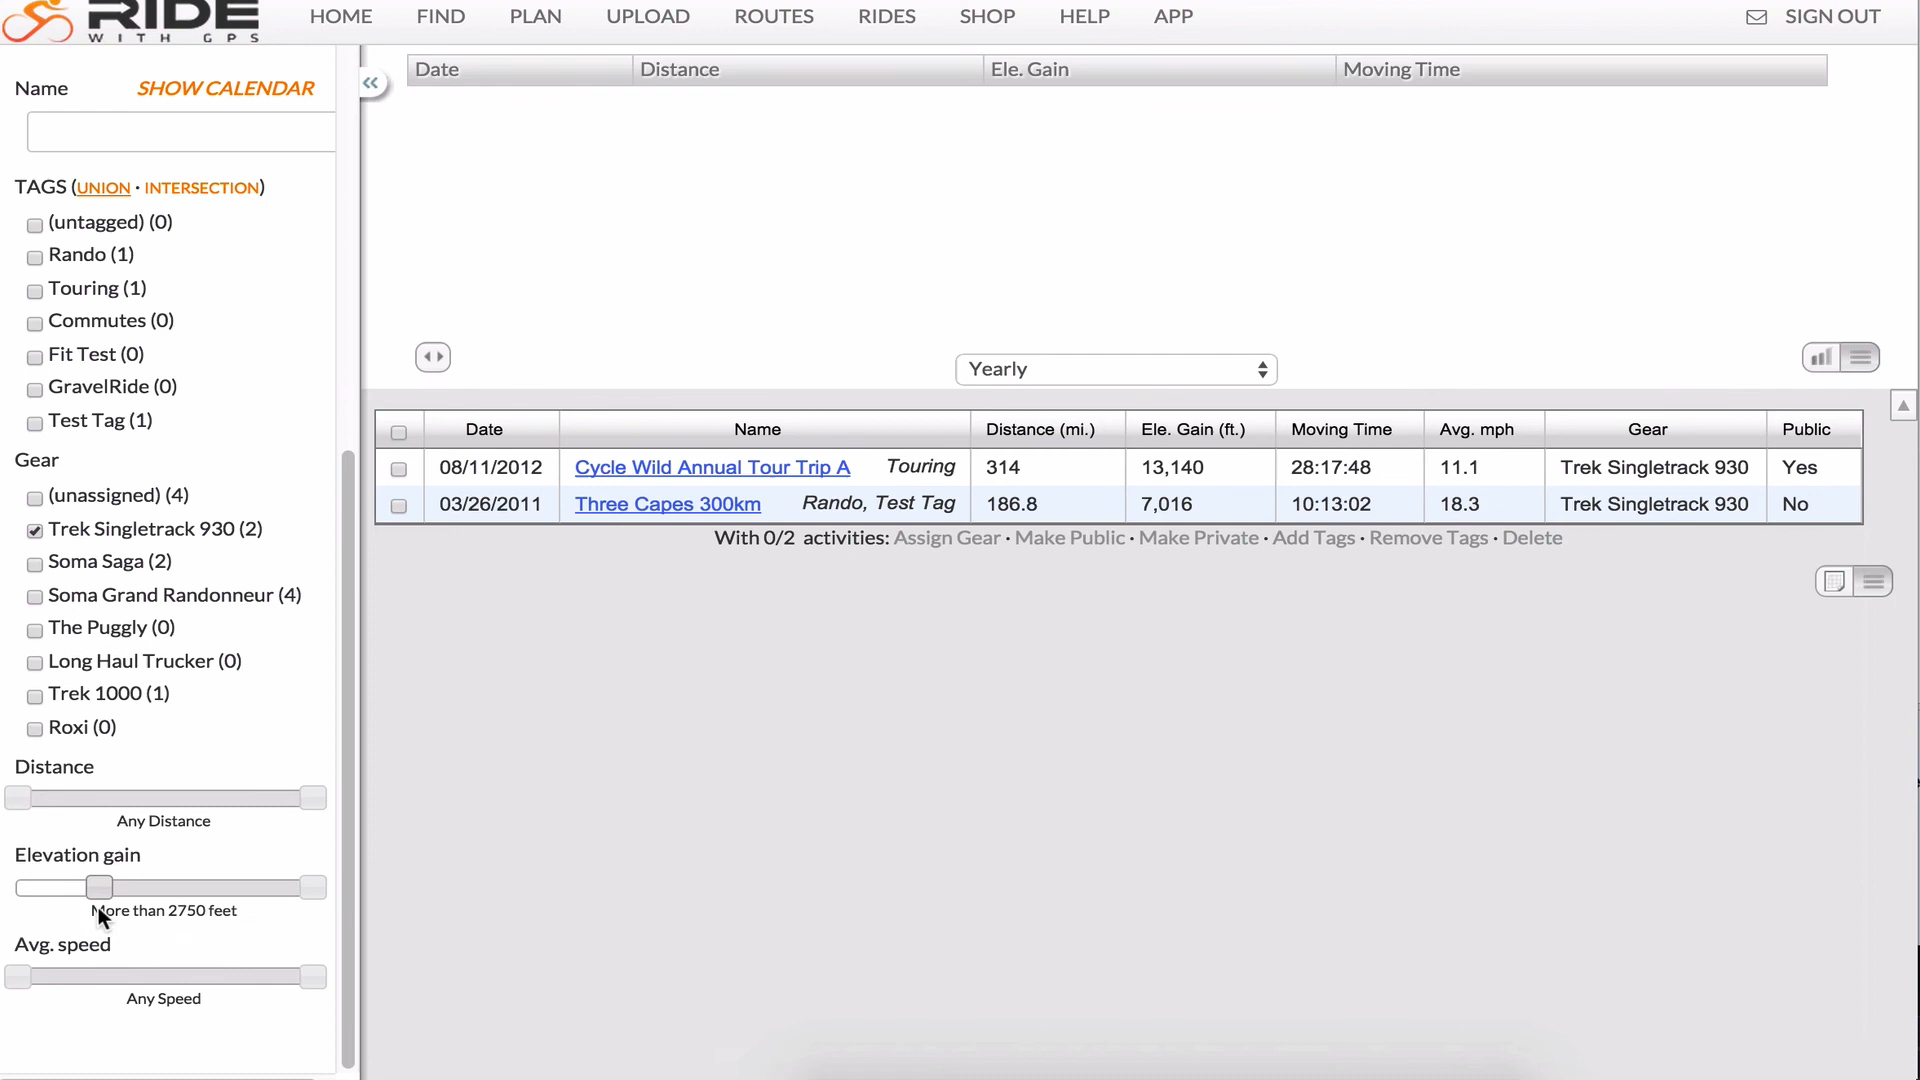 RIDE
WITH GPS
HOME FIND PLAN UPLOAD ROUTES RIDES SHOP HELP APP SIGN OUT
Name SHOW CALENDAR
TAGS (UNION · INTERSECTION)
(untagged) (0)
Rando (1)
Touring (1)
Commutes (0)
Fit Test (0)
GravelRide (0)
Test Tag (1)
Gear
(unassigned) (4)
Trek Singletrack 930 (2)
Soma Saga (2)
Soma Grand Randonneur (4)
The Puggly (0)
Long Haul Trucker (0)
Trek 1000 (1)
Roxi (0)
Distance
Any Distance
Elevation gain
More than 2750 feet
Avg. speed
Any Speed
Date Distance Ele. Gain Moving Time
Yearly
Date Name Distance (mi.) Ele. Gain (ft.) Moving Time Avg. mph Gear Public
08/11/2012 Cycle Wild Annual Tour Trip A Touring 314 13,140 28:17:48 11.1 Trek Singletrack 930 Yes
03/26/2011 Three Capes 300km Rando, Test Tag 186.8 7,016 10:13:02 18.3 Trek Singletrack 930 No
With 0/2 activities: Assign Gear · Make Public · Make Private · Add Tags · Remove Tags · Delete